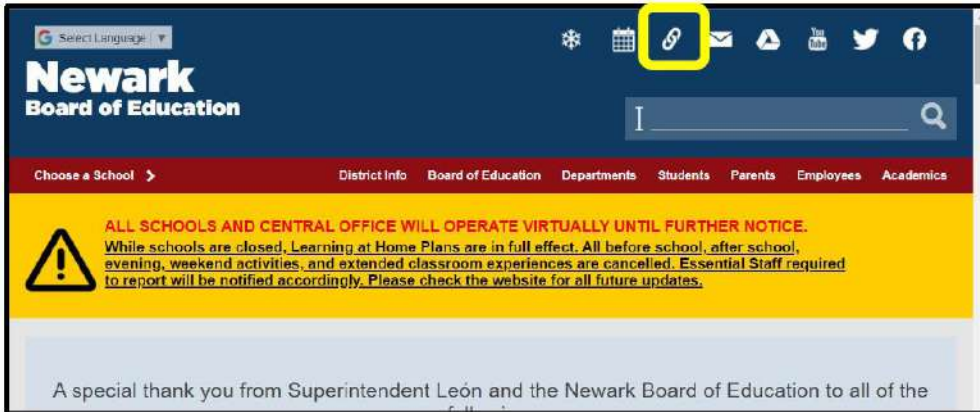 Select Language ▼
You
Tube
Newark
Board of Education
Choose a School
District Info Board of Education Departments Students Parents Employees Academics
ALL SCHOOLS AND CENTRAL OFFICE WILL OPERATE VIRTUALLY UNTIL FURTHER NOTICE.
While schools are closed, Learning at Home Plans are in full effect. All before school, after school,
evening, weekend activities, and extended classroom experiences are cancelled. Essential Staff required
to report will be notified accordingly. Please check the website for all future updates.
A special thank you from Superintendent León and the Newark Board of Education to all of the